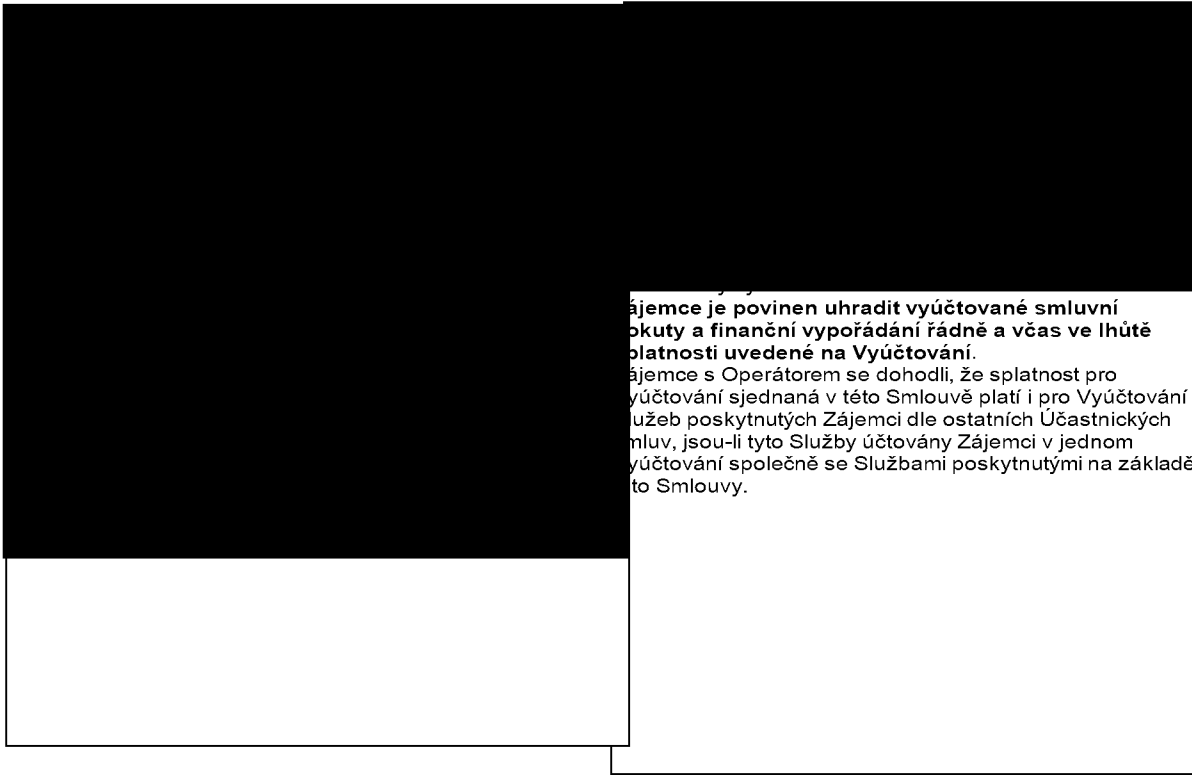 ájemce je povinen uhradit vyúčtované smluvní
okuty a finanční vypořádání řádně a včas ve lhůtě
platnosti uvedené na Vyúčtování.
ájemce s Operátorem se dohodli, že splatnost pro
yúčtování sjednaná v této Smlouvě platí i pro Vyúčtování
lužeb poskytnutých Zájemci dle ostatních Účastnických
mluv, jsou-li tyto Služby účtovány Zájemci v jednom
yúčtování společně se Službami poskytnutými na základě
to Smlouvy.